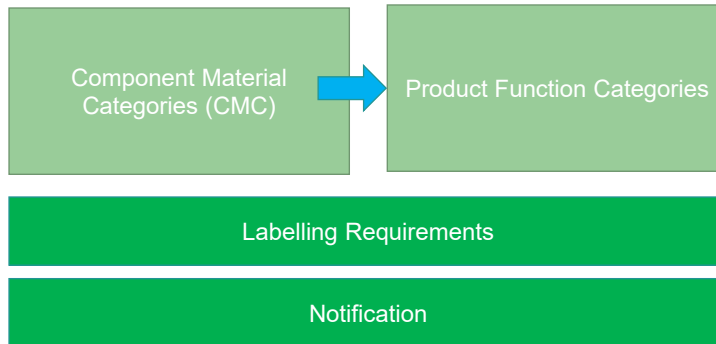 Component Material
Categories (CMC)
Product Function Categories
Labelling Requirements
Notification